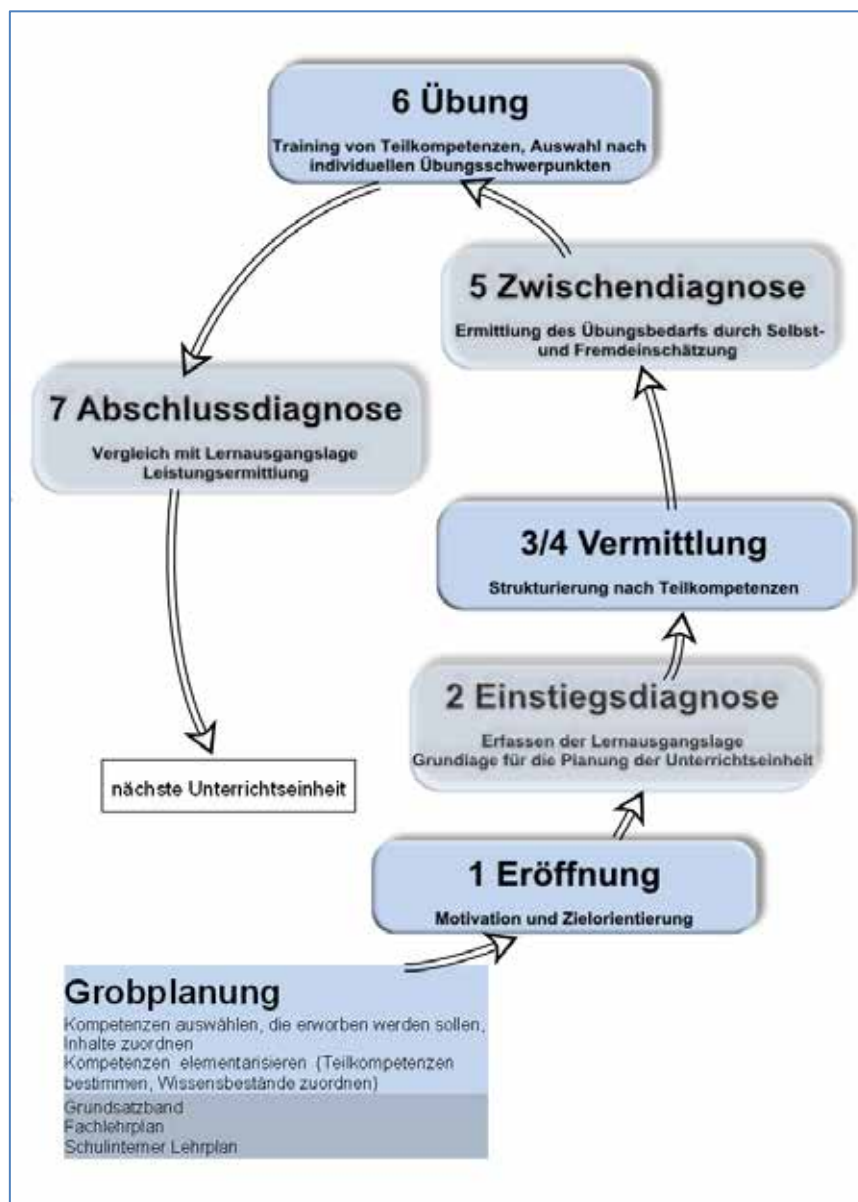 6 Übung
Training von Teilkompetenzen, Auswahl nach
individuellen Übungsschwerpunkten
5 Zwischendiagnose
Ermittlung des Übungsbedarfs durch Selbst-
und Fremdeinschätzung
7 Abschlussdiagnose
Vergleich mit Lernausgangslage
Leistungsermittlung
3/4 Vermittlung
Strukturierung nach Teilkompetenzen
2 Einstiegsdiagnose
Erfassen der Lernausgangslage
Grundlage für die Planung der Unterrichtseinheit
nächste Unterrichtseinheit
1 Eröffnung
Motivation und Zielorientierung
Grobplanung
Kompetenzen auswählen, die erworben werden sollen,
Inhalte zuordnen
Kompetenzen elementarisieren (Teilkompetenzen
bestimmen, Wissensbestände zuordnen)
Grundsatzband
Fachlehrplan
Schulinterner Lehrplan